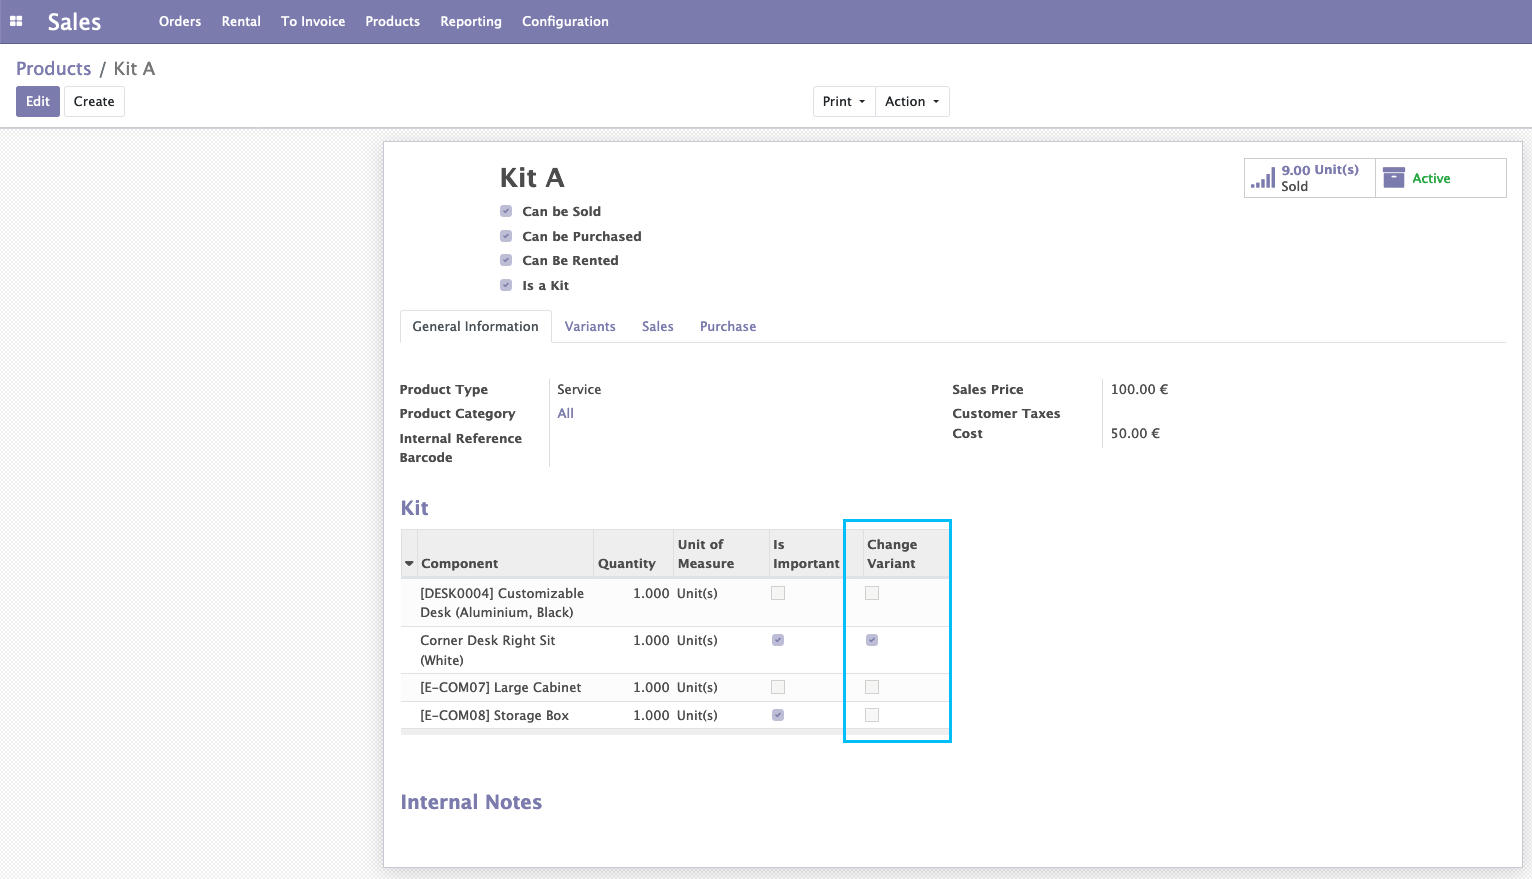 Sales Orders Rental To Invoice Products Reporting Configuration
Products / Kit A
Edit Create Print Action
Kit A
9.00 Unit(s)
Sold
Active
Can be Sold
Can be Purchased
Can Be Rented
Is a Kit
General Information Variants Sales Purchase
Product Type Service
Product Category All
Internal Reference
Barcode
Sales Price 100.00 €
Customer Taxes
Cost 50.00 €
Kit
Component Quantity Unit of Measure Is Important Change Variant
[DESK0004] Customizable 1.000 Unit(s)
Desk (Aluminium, Black)
Corner Desk Right Sit 1.000 Unit(s)
(White)
[E-COM07] Large Cabinet 1.000 Unit(s)
[E-COM08] Storage Box 1.000 Unit(s)
Internal Notes